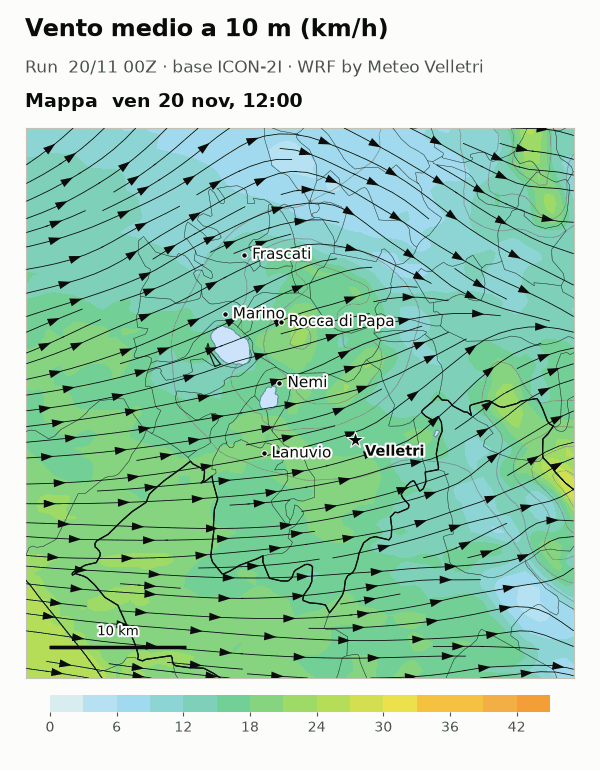 Vento medio a 10 m (km/h)
Run  20/11 00Z · base ICON-2I · WRF by Meteo Velletri
Mappa  ven 20 nov, 12:00
Frascati
Marino
Rocca di Papa
Nemi
Velletri
Lanuvio
10 km
0 6 12 18 24 30 36 42